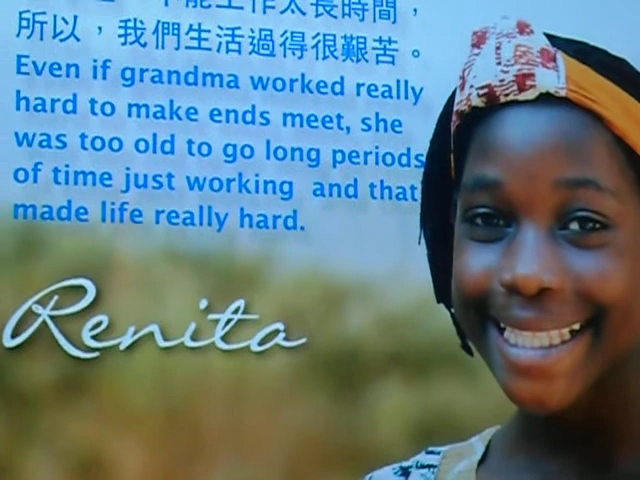 不能工作太長時間，
所以，我們生活過得很艱苦。
Even if grandma worked really
hard to make ends meet, she
was too old to go long periods
of time just working and that
made life really hard.
Renita